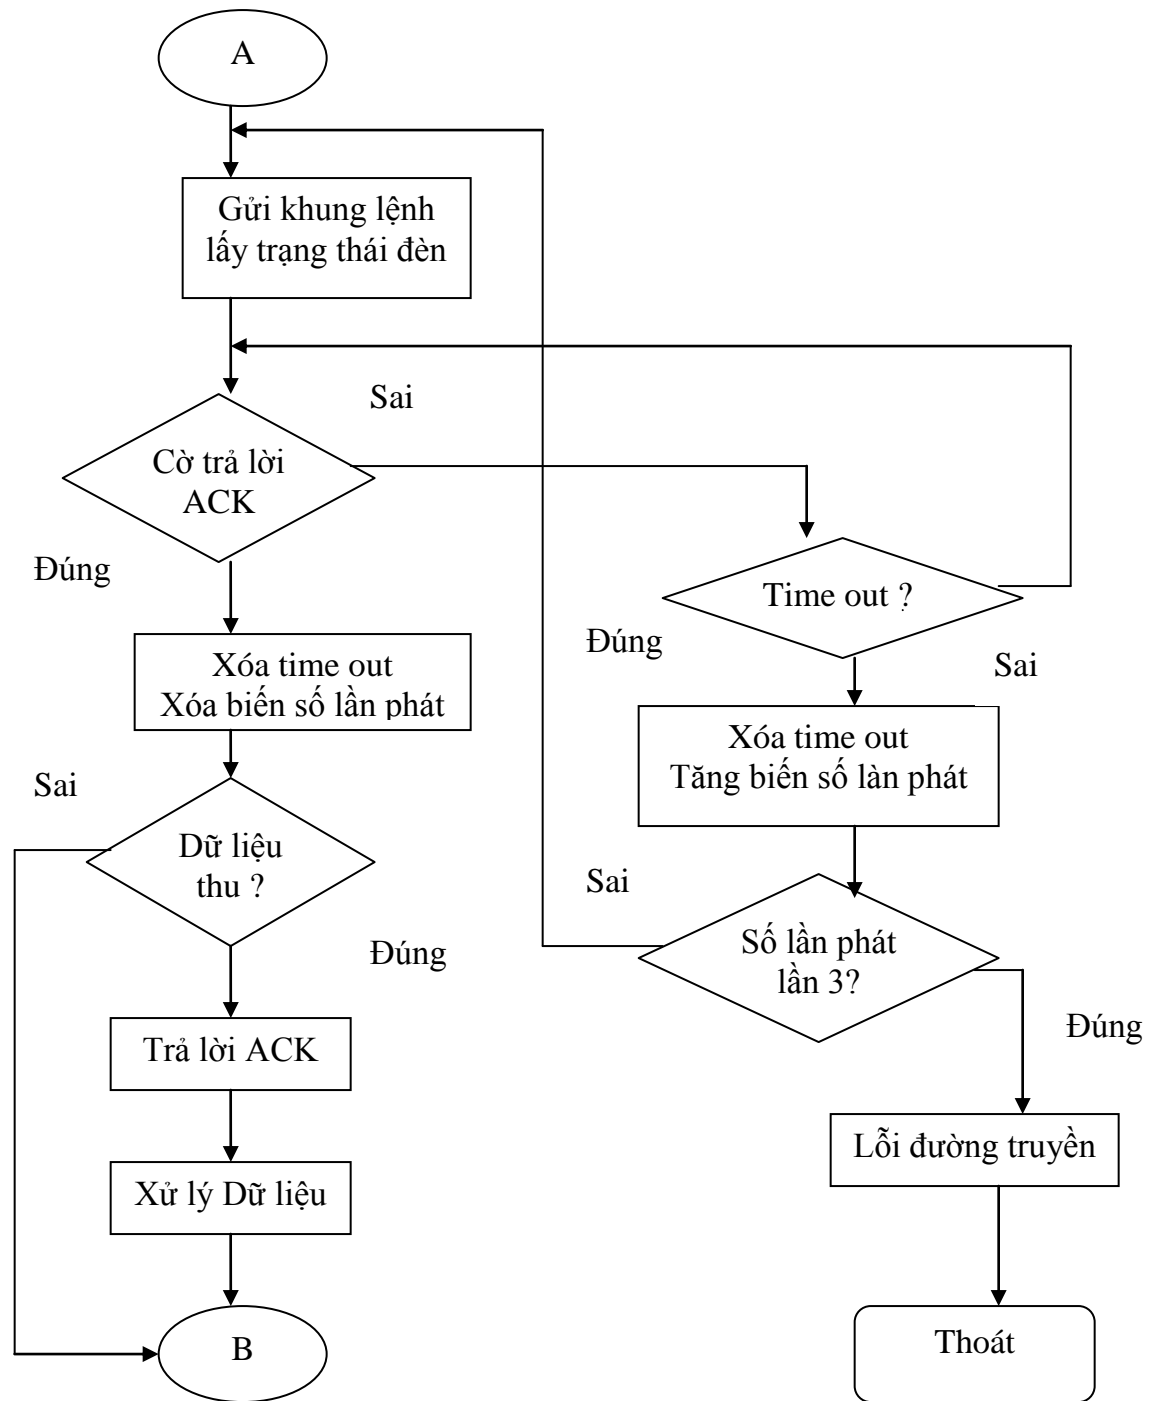 A
Gửi khung lệnh
lấy trạng thái đèn
Sai
Cờ trả lời
ACK
Đúng
Time out ?
Đúng
Sai
Xóa time out
Xóa biến số lần phát
Xóa time out
Tăng biến số làn phát
Sai
Dữ liệu
thu ?
Sai
Đúng
Số lần phát
lần 3?
Đúng
Trả lời ACK
Lỗi đường truyền
Xử lý Dữ liệu
B
Thoát